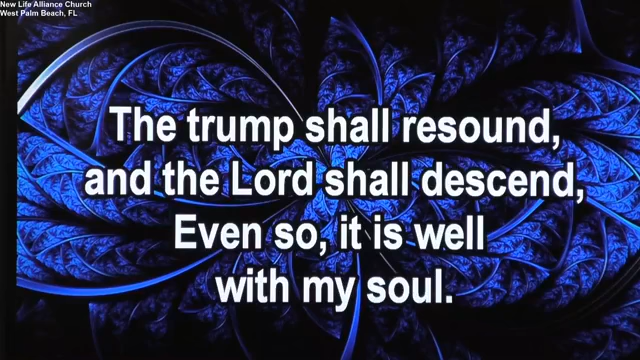 New Life Alliance Church
West Palm Beach, FL
The trump shall resound,
and the Lord shall descend,
Even so, it is well
with my soul.